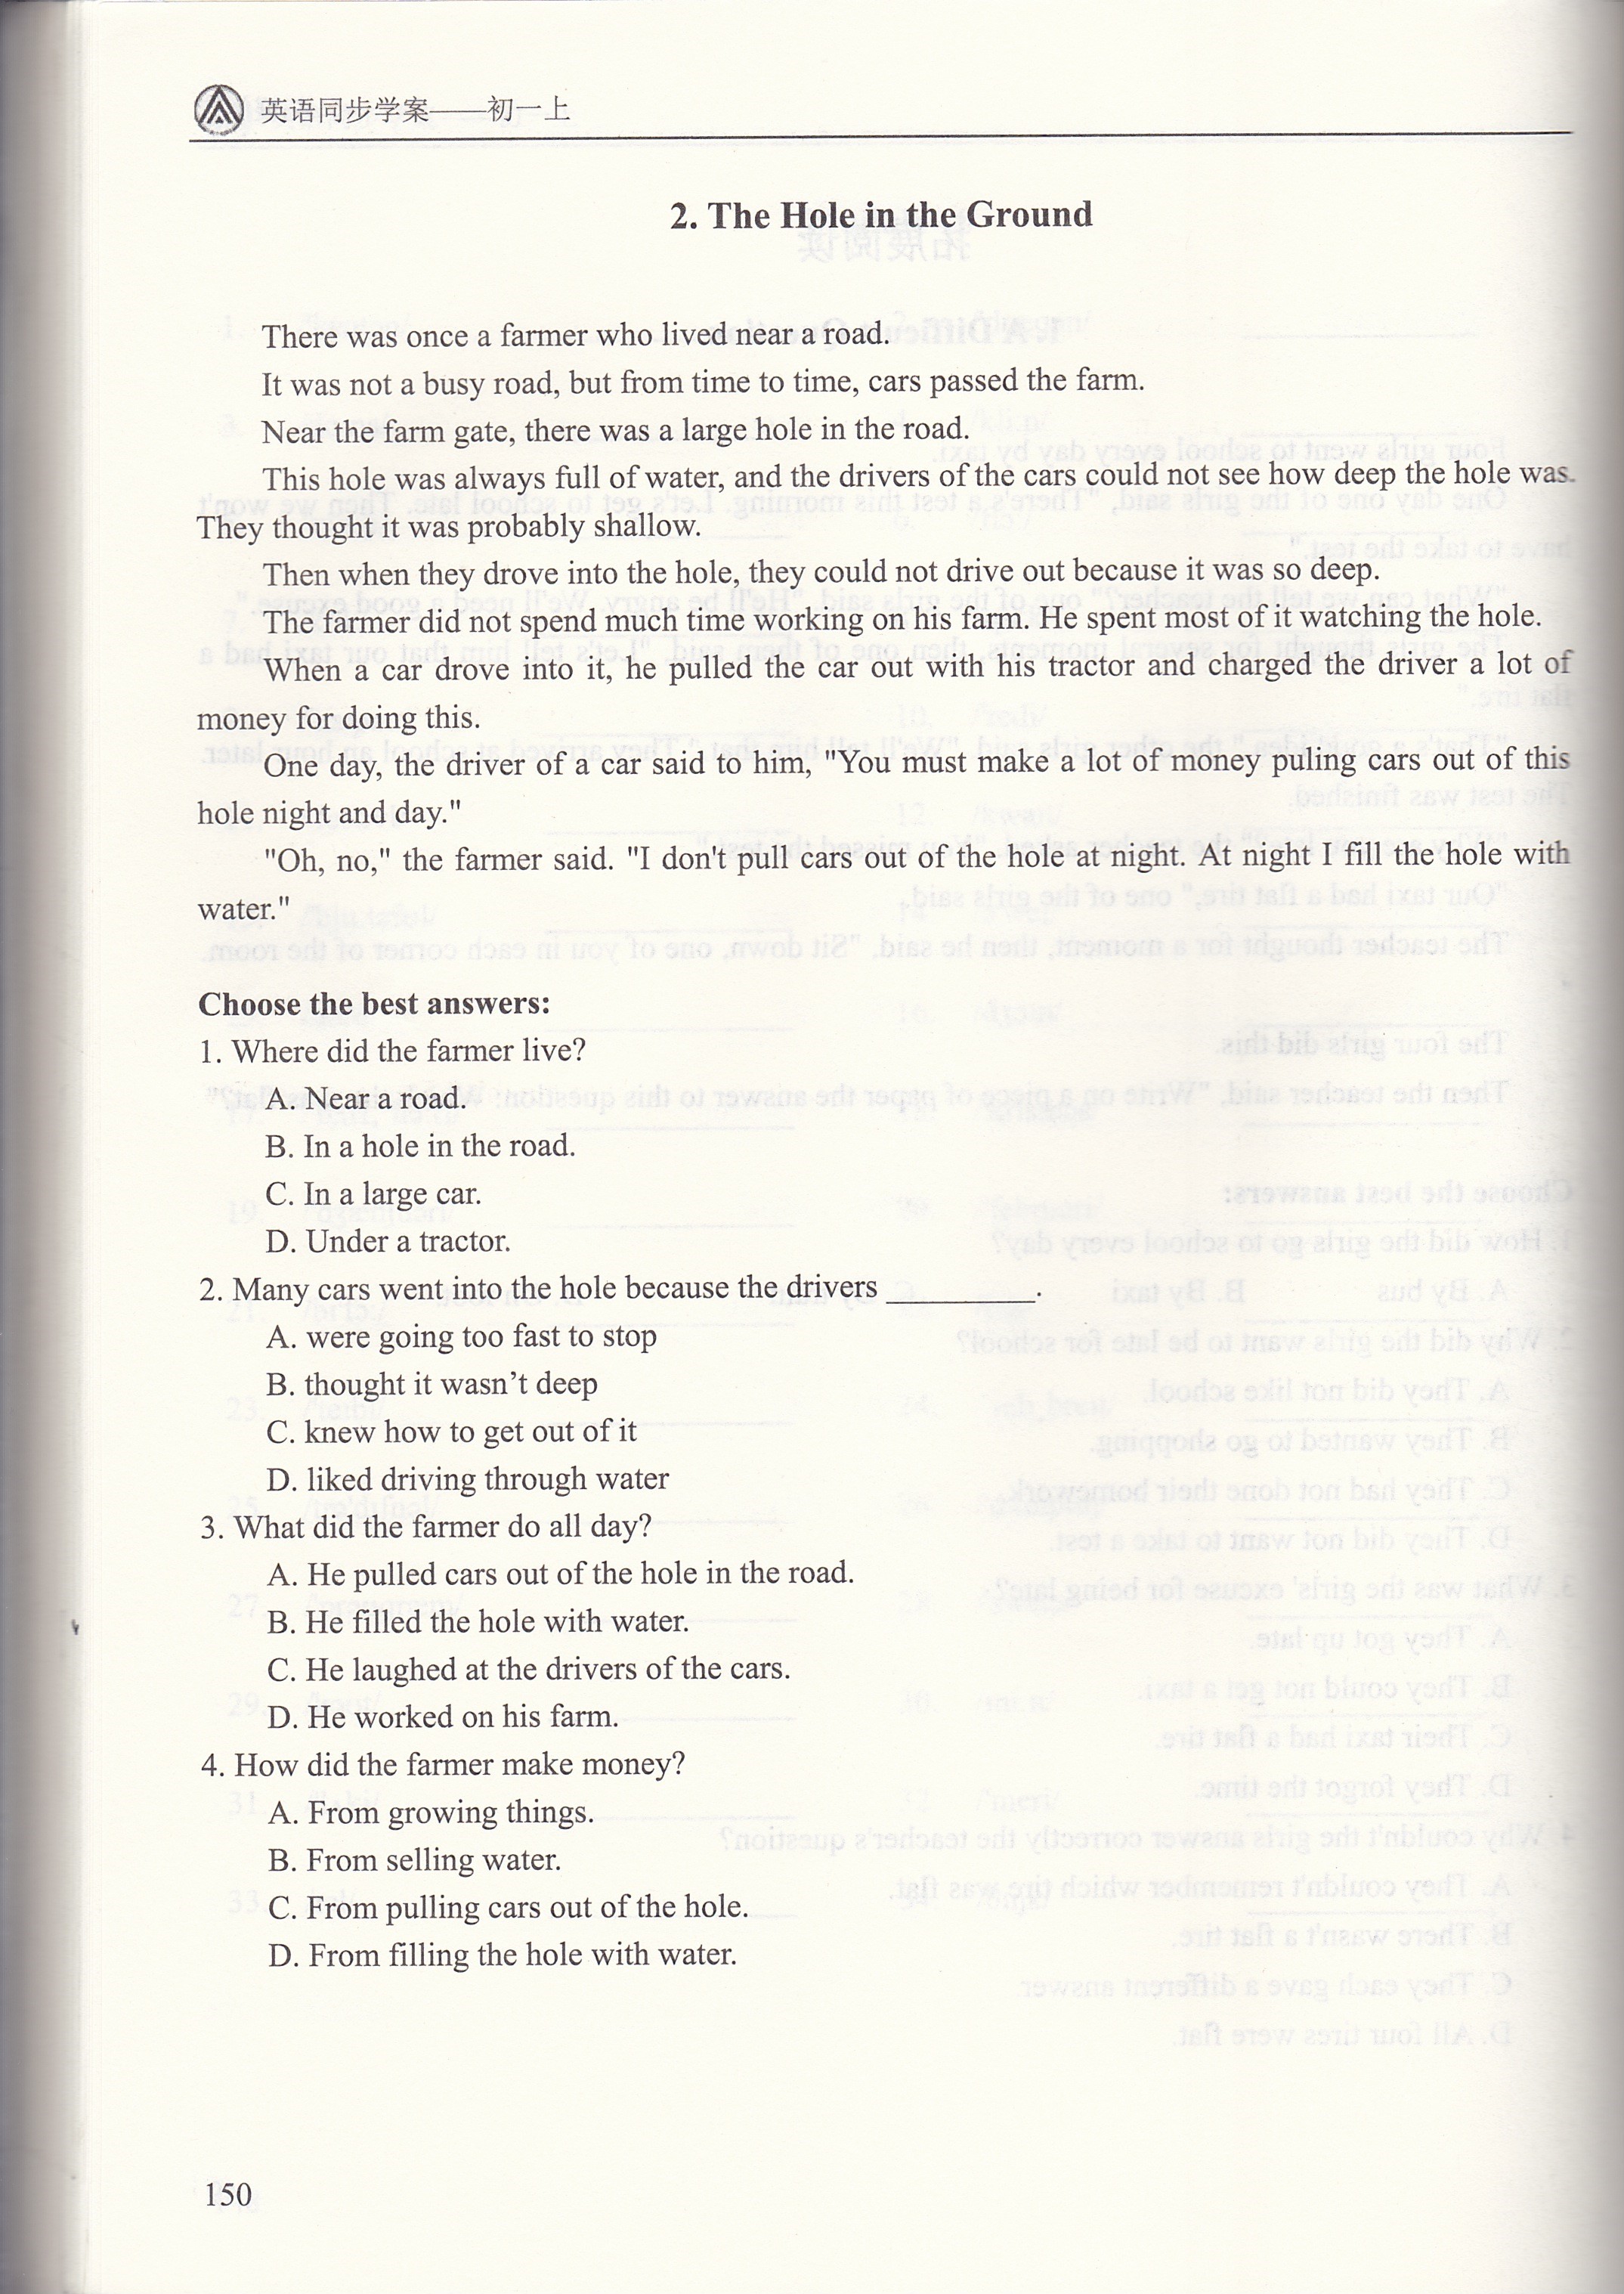 英语同步学案——初一上
2. The Hole in the Ground
There was once a farmer who lived near a road.
It was not a busy road, but from time to time, cars passed the farm.
Near the farm gate, there was a large hole in the road.
This hole was always full of water, and the drivers of the cars could not see how deep the hole was.
They thought it was probably shallow.
Then when they drove into the hole, they could not drive out because it was so deep.
The farmer did not spend much time working on his farm. He spent most of it watching the hole.
When a car drove into it, he pulled the car out with his tractor and charged the driver a lot of
money for doing this.
One day, the driver of a car said to him, "You must make a lot of money puling cars out of this
hole night and day."
"Oh, no," the farmer said. "I don't pull cars out of the hole at night. At night I fill the hole with
water."
Choose the best answers:
1. Where did the farmer live?
A. Near a road.
B. In a hole in the road.
C. In a large car.
D. Under a tractor.
2. Many cars went into the hole because the drivers __________.
A. were going too fast to stop
B. thought it wasn’t deep
C. knew how to get out of it
D. liked driving through water
3. What did the farmer do all day?
A. He pulled cars out of the hole in the road.
B. He filled the hole with water.
C. He laughed at the drivers of the cars.
D. He worked on his farm.
4. How did the farmer make money?
A. From growing things.
B. From selling water.
C. From pulling cars out of the hole.
D. From filling the hole with water.
150